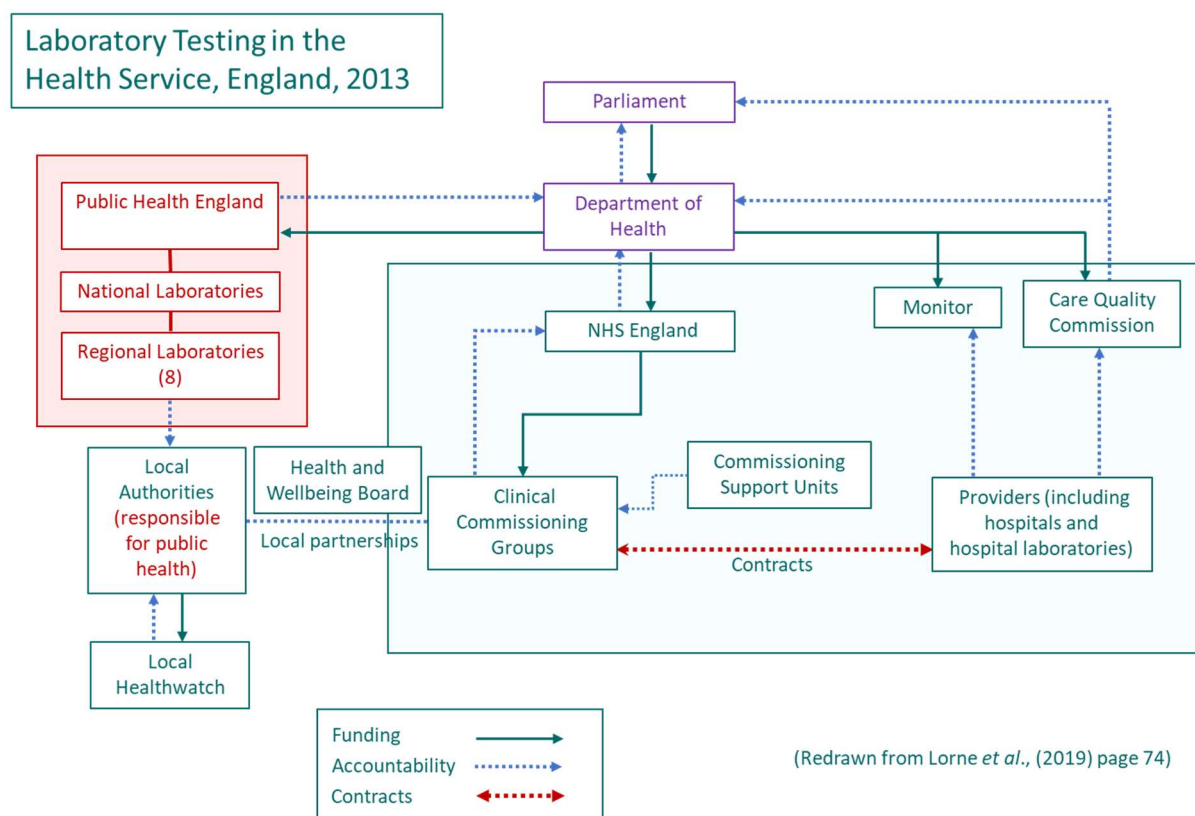 Laboratory Testing in the
Health Service, England, 2013
Parliament
Public Health England
Department of
Health
National Laboratories
Monitor
Care Quality
Commission
NHS England
Regional Laboratories
(8)
Local
Authorities
(responsible
for public
health)
Health and
Wellbeing Board
Local partnerships
Clinical
Commissioning
Groups
Commissioning
Support Units
Contracts
Providers (including
hospitals and
hospital laboratories)
Local
Healthwatch
Funding
Accountability
Contracts
(Redrawn from Lorne et al., (2019) page 74)